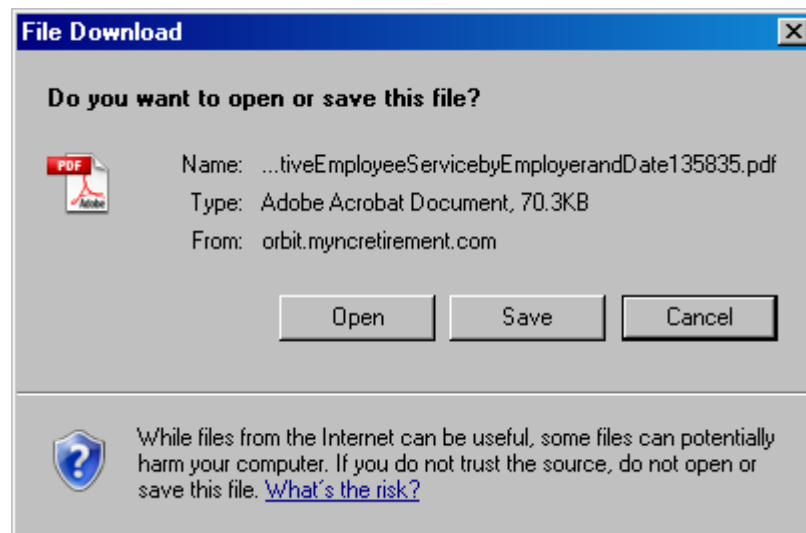 File Download
Do you want to open or save this file?
PDF
Adobe
Name: ...tiveEmployeeServicebyEmployerandDate135835.pdf
Type: Adobe Acrobat Document, 70.3KB
From: orbit.myncretirement.com
Open Save Cancel
While files from the Internet can be useful, some files can potentially
harm your computer. If you do not trust the source, do not open or
save this file. What's the risk?